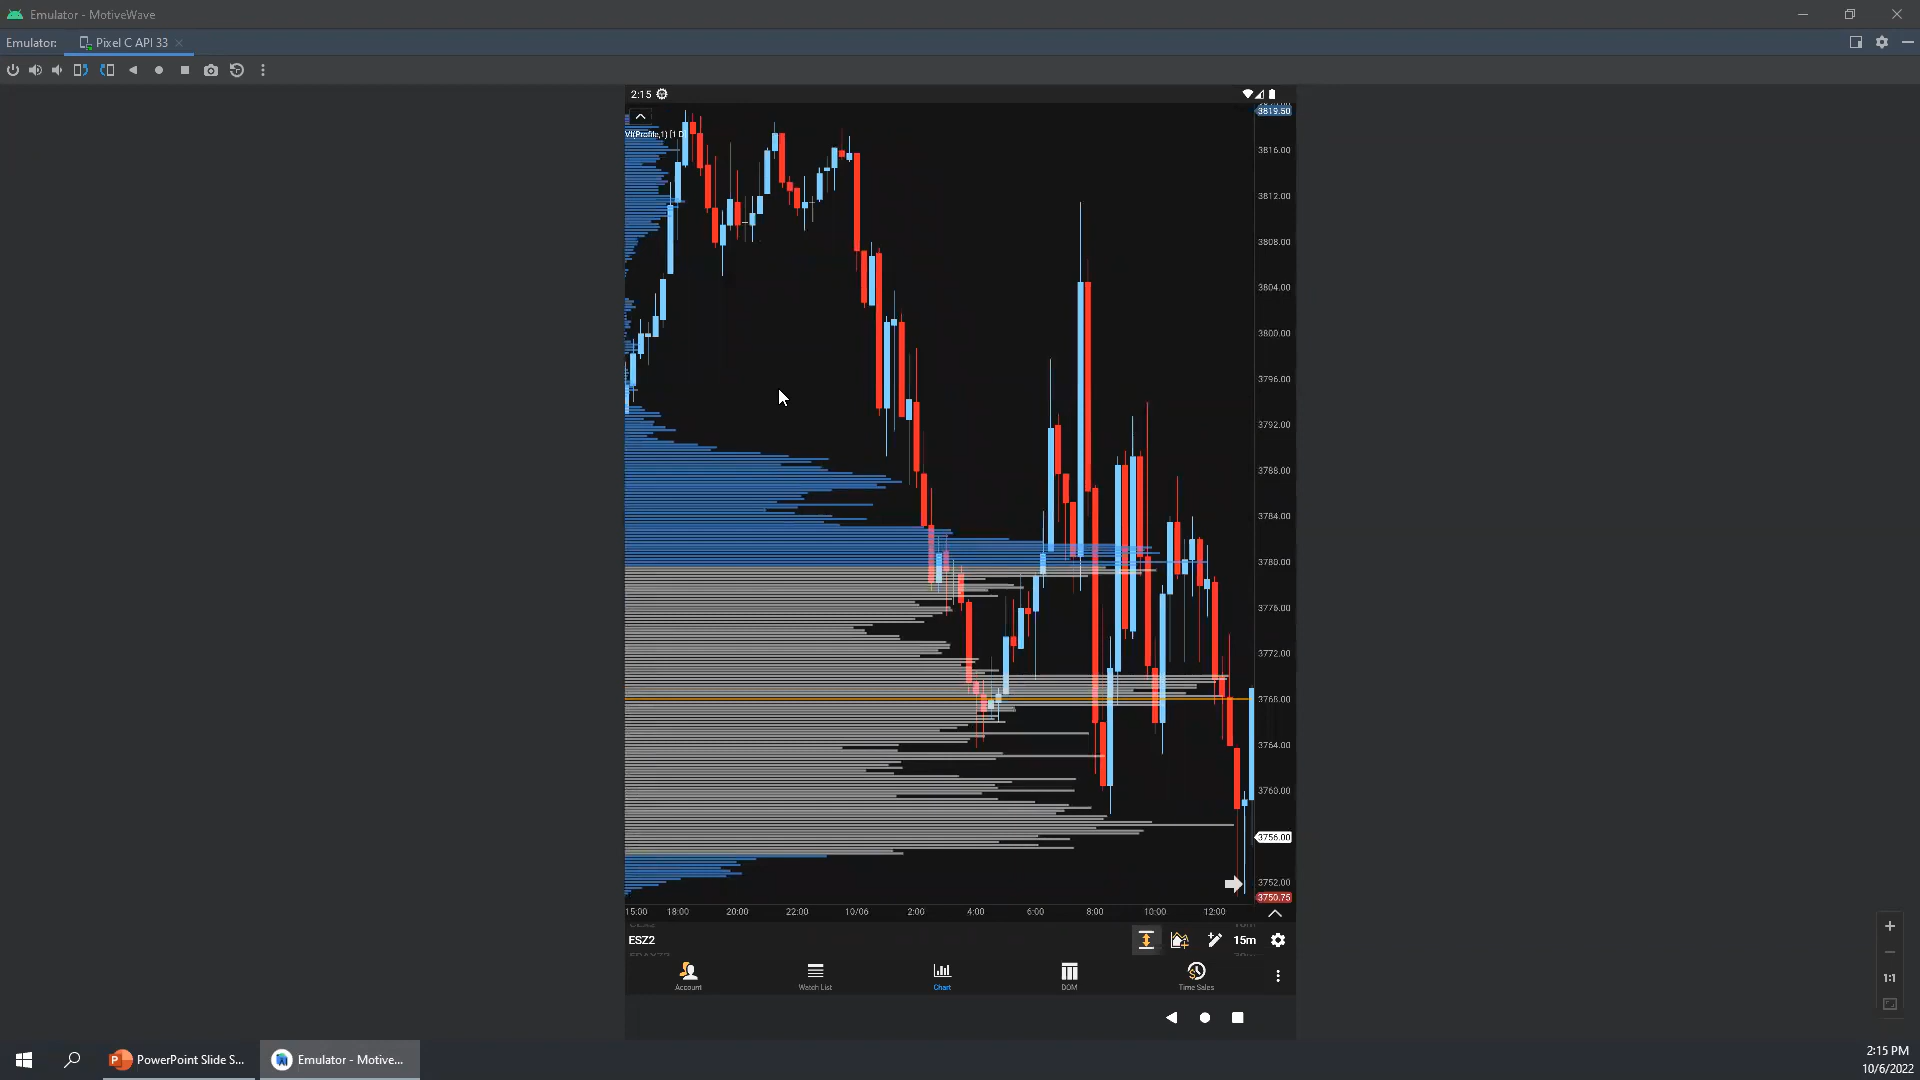 Emulator - MotiveWave
Emulator: Pixel C API 33
2:15
3819.50
VI(Profile,1) [1 D
3816.00
3812.00
3808.00
3804.00
3800.00
3796.00
3792.00
3788.00
3784.00
3780.00
3776.00
3772.00
3768.00
3764.00
3760.00
3756.00
3752.00
3750.75
15:00 18:00 20:00 22:00 10/06 2:00 4:00 6:00 8:00 10:00 12:00
ESZ2 15m
Account Watch List Chart DOM Time Sales
1:1
PowerPoint Slide S... Emulator - Motive...
2:15 PM
10/6/2022